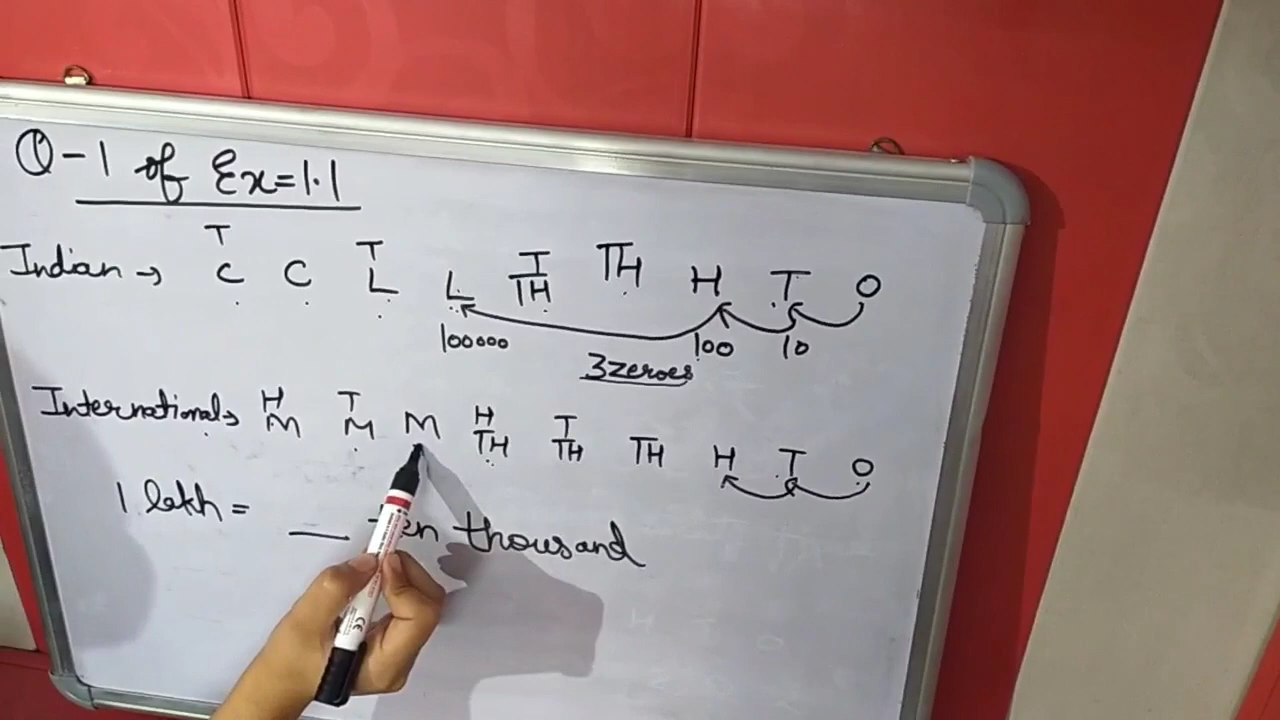 Q-1 of Ex=1.1
T T T TH
Indian → C C L L TH H T O
100000 100 10
3zeroes
H T H T
International→ M M M TH TH TH H T O
1 lakh = __ Ten thousand